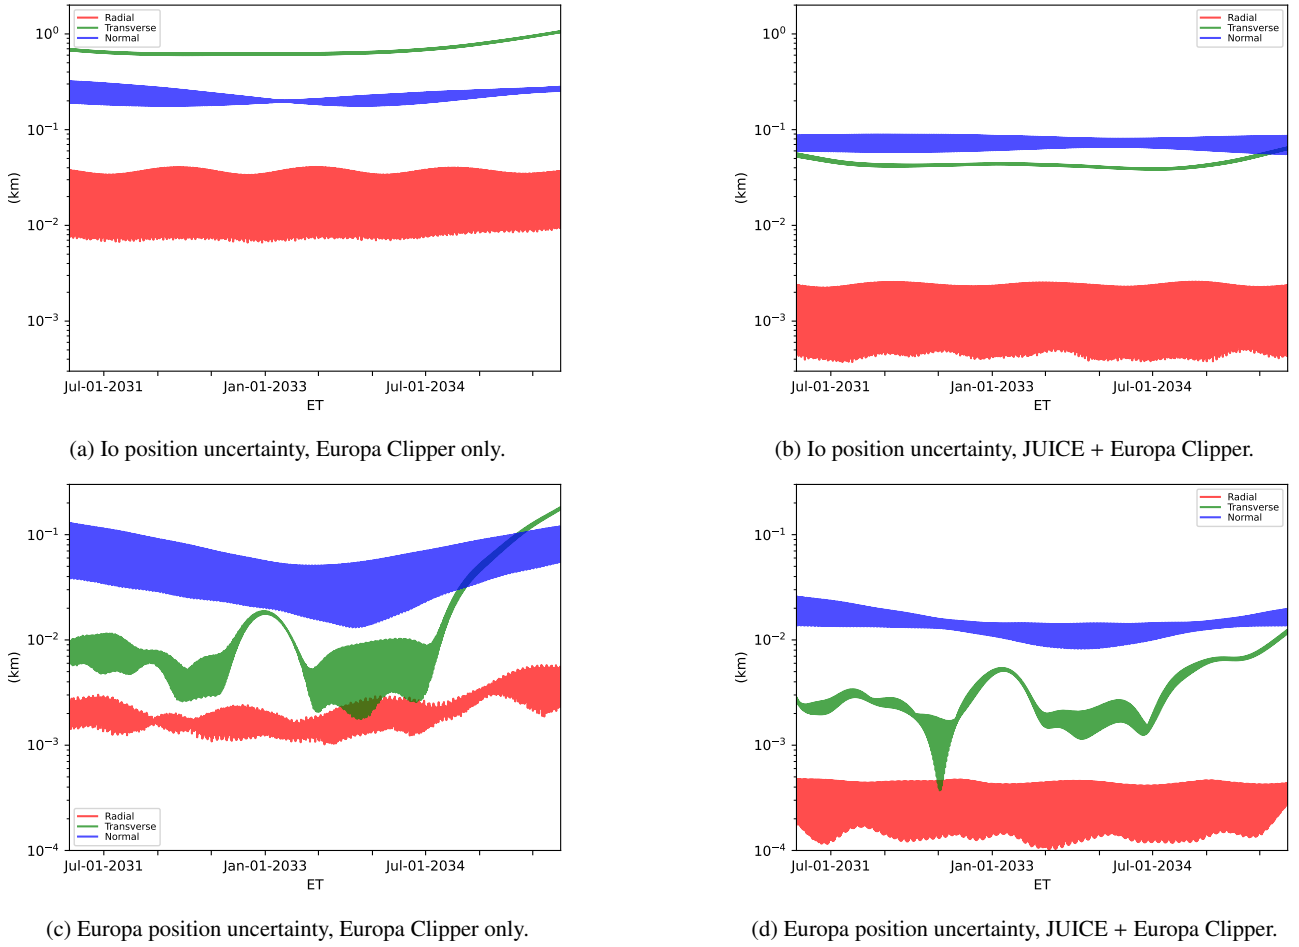 Radial
Transverse
Normal
10^0
10^-1
10^-2
10^-3
(km)
Jul-01-2031
Jan-01-2033
Jul-01-2034
ET
(a) Io position uncertainty, Europa Clipper only.
Radial
Transverse
Normal
10^0
10^-1
10^-2
10^-3
(km)
Jul-01-2031
Jan-01-2033
Jul-01-2034
ET
(b) Io position uncertainty, JUICE + Europa Clipper.
10^-1
10^-2
10^-3
10^-4
(km)
Radial
Transverse
Normal
Jul-01-2031
Jan-01-2033
Jul-01-2034
ET
(c) Europa position uncertainty, Europa Clipper only.
Radial
Transverse
Normal
10^-1
10^-2
10^-3
10^-4
(km)
Jul-01-2031
Jan-01-2033
Jul-01-2034
ET
(d) Europa position uncertainty, JUICE + Europa Clipper.